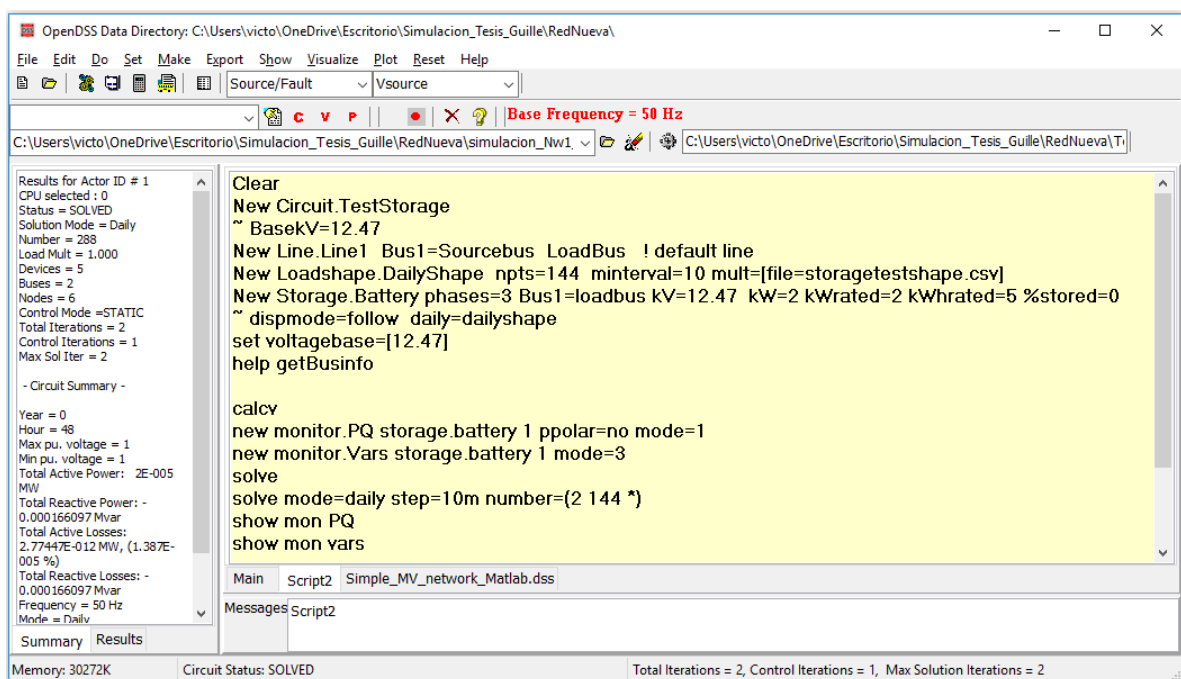 OpenDSS Data Directory: C:\Users\victo\OneDrive\Escritorio\Simulacion_Tesis_Guille\RedNueva\
File Edit Do Set Make Export Show Visualize Plot Reset Help
Source/Fault Vsource
C V P Base Frequency = 50 Hz
C:\Users\victo\OneDrive\Escritorio\Simulacion_Tesis_Guille\RedNueva\simulacion_Nw1_ C:\Users\victo\OneDrive\Escritorio\Simulacion_Tesis_Guille\RedNueva\T
Results for Actor ID # 1
CPU selected : 0
Status = SOLVED
Solution Mode = Daily
Number = 288
Load Mult = 1.000
Devices = 5
Buses = 2
Nodes = 6
Control Mode =STATIC
Total Iterations = 2
Control Iterations = 1
Max Sol Iter = 2
- Circuit Summary -
Year = 0
Hour = 48
Max pu. voltage = 1
Min pu. voltage = 1
Total Active Power: 2E-005
MW
Total Reactive Power: -
0.000166097 Mvar
Total Active Losses:
2.77447E-012 MW, (1.387E-
005 %)
Total Reactive Losses: -
0.000166097 Mvar
Frequency = 50 Hz
Mode = Daily
Summary Results
Clear
New Circuit.TestStorage
~ BasekV=12.47
New Line.Line1 Bus1=Sourcebus LoadBus ! default line
New Loadshape.DailyShape npts=144 minterval=10 mult=[file=storagetestshape.csv]
New Storage.Battery phases=3 Bus1=loadbus kV=12.47 kW=2 kWrated=2 kWhrated=5 %stored=0
~ dispmode=follow daily=dailyshape
set voltagebase=[12.47]
help getBusinfo
calcv
new monitor.PQ storage.battery 1 ppolar=no mode=1
new monitor.Vars storage.battery 1 mode=3
solve
solve mode=daily step=10m number=(2 144 *)
show mon PQ
show mon vars
Main Script2 Simple_MV_network_Matlab.dss
Messages Script2
Memory: 30272K Circuit Status: SOLVED Total Iterations = 2, Control Iterations = 1, Max Solution Iterations = 2